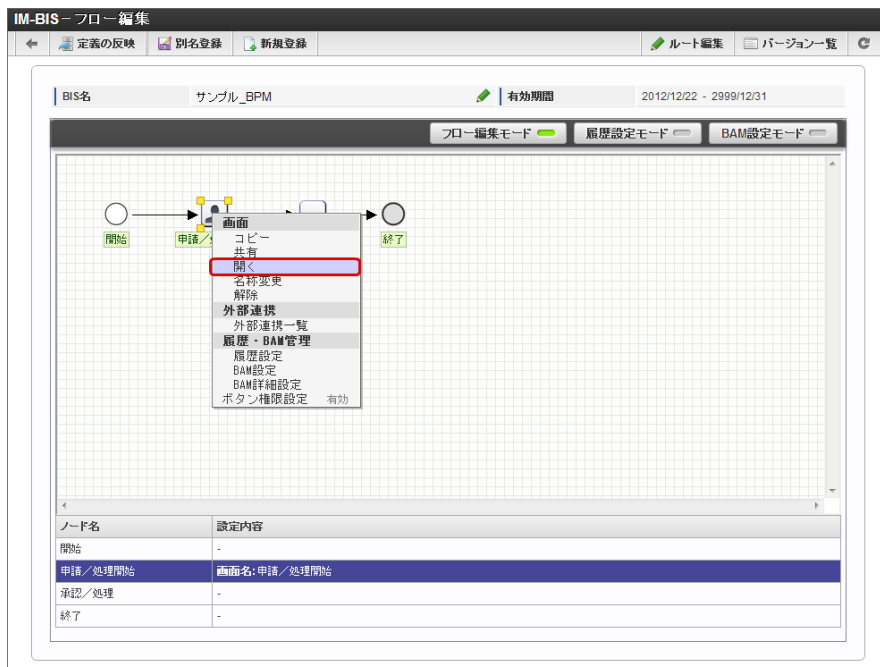 IM-BIS－フロー編集
定義の反映 別名登録 新規登録 ルート編集 バージョン一覧
BIS名 サンプル_BPM 有効期間 2012/12/22 - 2999/12/31
フロー編集モード 履歴設定モード BAM設定モード
開始 申請／ 終了
画面
コピー
共有
開く
名称変更
解除
外部連携
外部連携一覧
履歴・BAM管理
履歴設定
BAM設定
BAM詳細設定
ボタン権限設定 有効
ノード名 設定内容
開始 -
申請／処理開始 画面名:申請／処理開始
承認／処理 -
終了 -